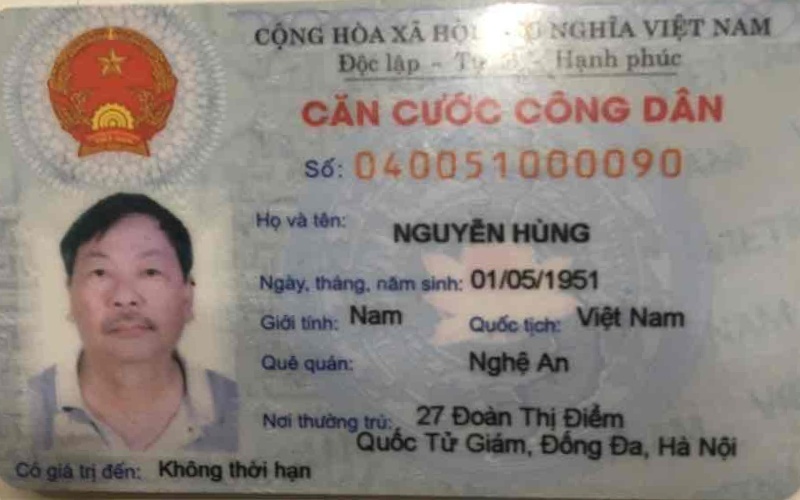 CỘNG HÒA XÃ HỘI NGHĨA VIỆT NAM
Độc lập - Tự - Hạnh phúc
CĂN CƯỚC CÔNG DÂN
Số: 040051000090
Họ và tên: NGUYỄN HÙNG
Ngày, tháng, năm sinh: 01/05/1951
Giới tính: Nam Quốc tịch: Việt Nam
Quê quán: Nghệ An
Nơi thường trú: 27 Đoàn Thị Điểm
Quốc Tử Giám, Đống Đa, Hà Nội
Có giá trị đến: Không thời hạn